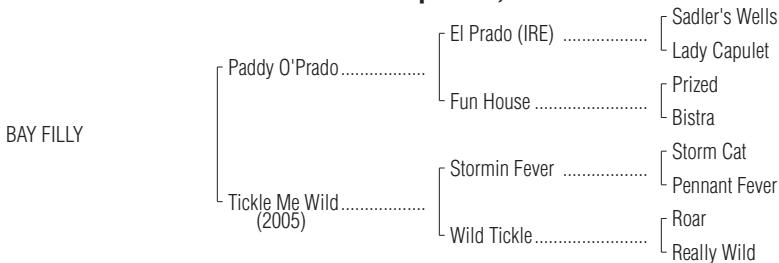 Sadler's Wells
El Prado (IRE) ..................
Lady Capulet
Paddy O'Prado..................
Prized
Fun House ........................
Bistra
BAY FILLY
Storm Cat
Stormin Fever ..................
Pennant Fever
Tickle Me Wild..................
(2005)
Roar
Wild Tickle........................
Really Wild